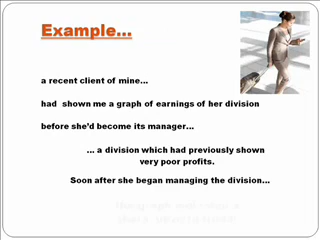 Example...
a recent client of mine...
had shown me a graph of earnings of her division
before she'd become its manager...
... a division which had previously shown
very poor profits.
Soon after she began managing the division...